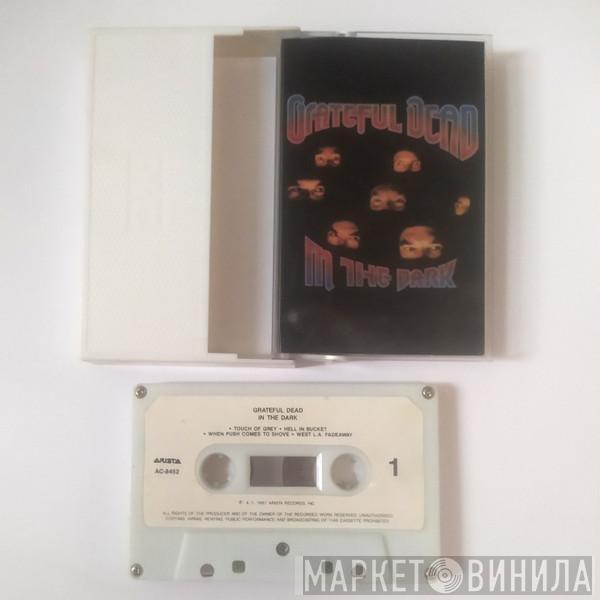 GRATEFUL DEAD
IN THE DARK
GRATEFUL DEAD
IN THE DARK
• TOUCH OF GREY • HELL IN BUCKET
• WHEN PUSH COMES TO SHOVE • WEST L.A. FADEAWAY
ARISTA
AC-8452
1
℗ & © 1987 ARISTA RECORDS, INC.
ALL RIGHTS OF THE PRODUCER AND OF THE OWNER OF THE RECORDED WORK RESERVED. UNAUTHORISED
COPYING, HIRING, RENTING, PUBLIC PERFORMANCE AND BROADCASTING OF THIS CASSETTE PROHIBITED.
МАРКЕТ ВИНИЛА